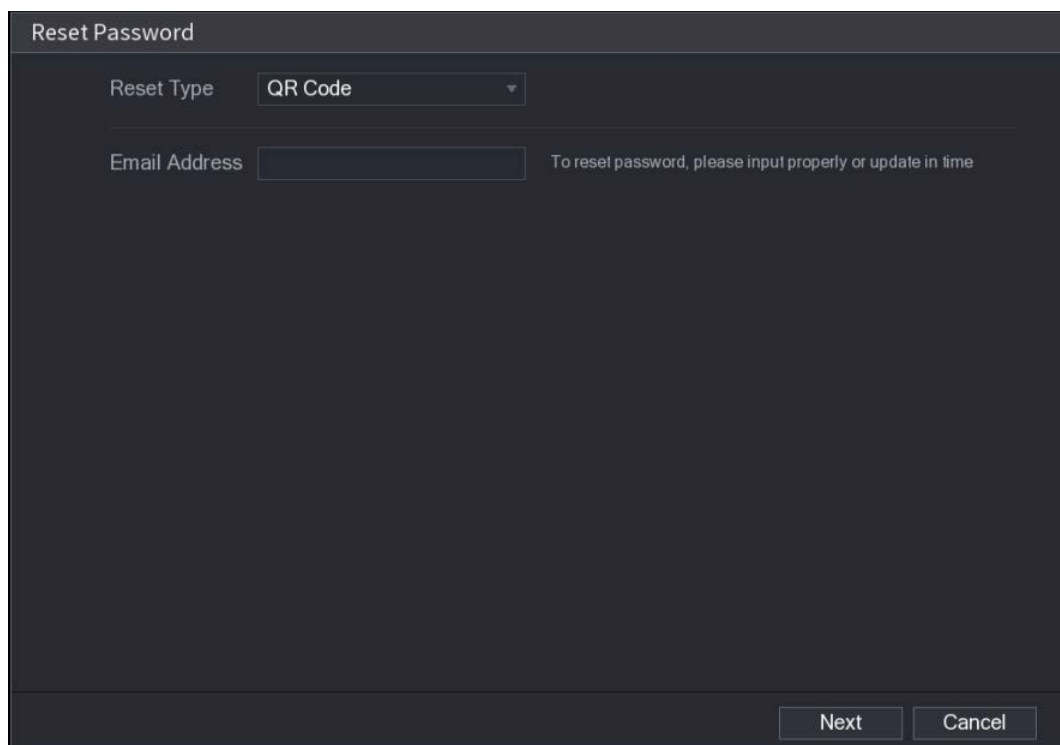 Reset Password
Reset Type QR Code
Email Address To reset password, please input properly or update in time
Next Cancel